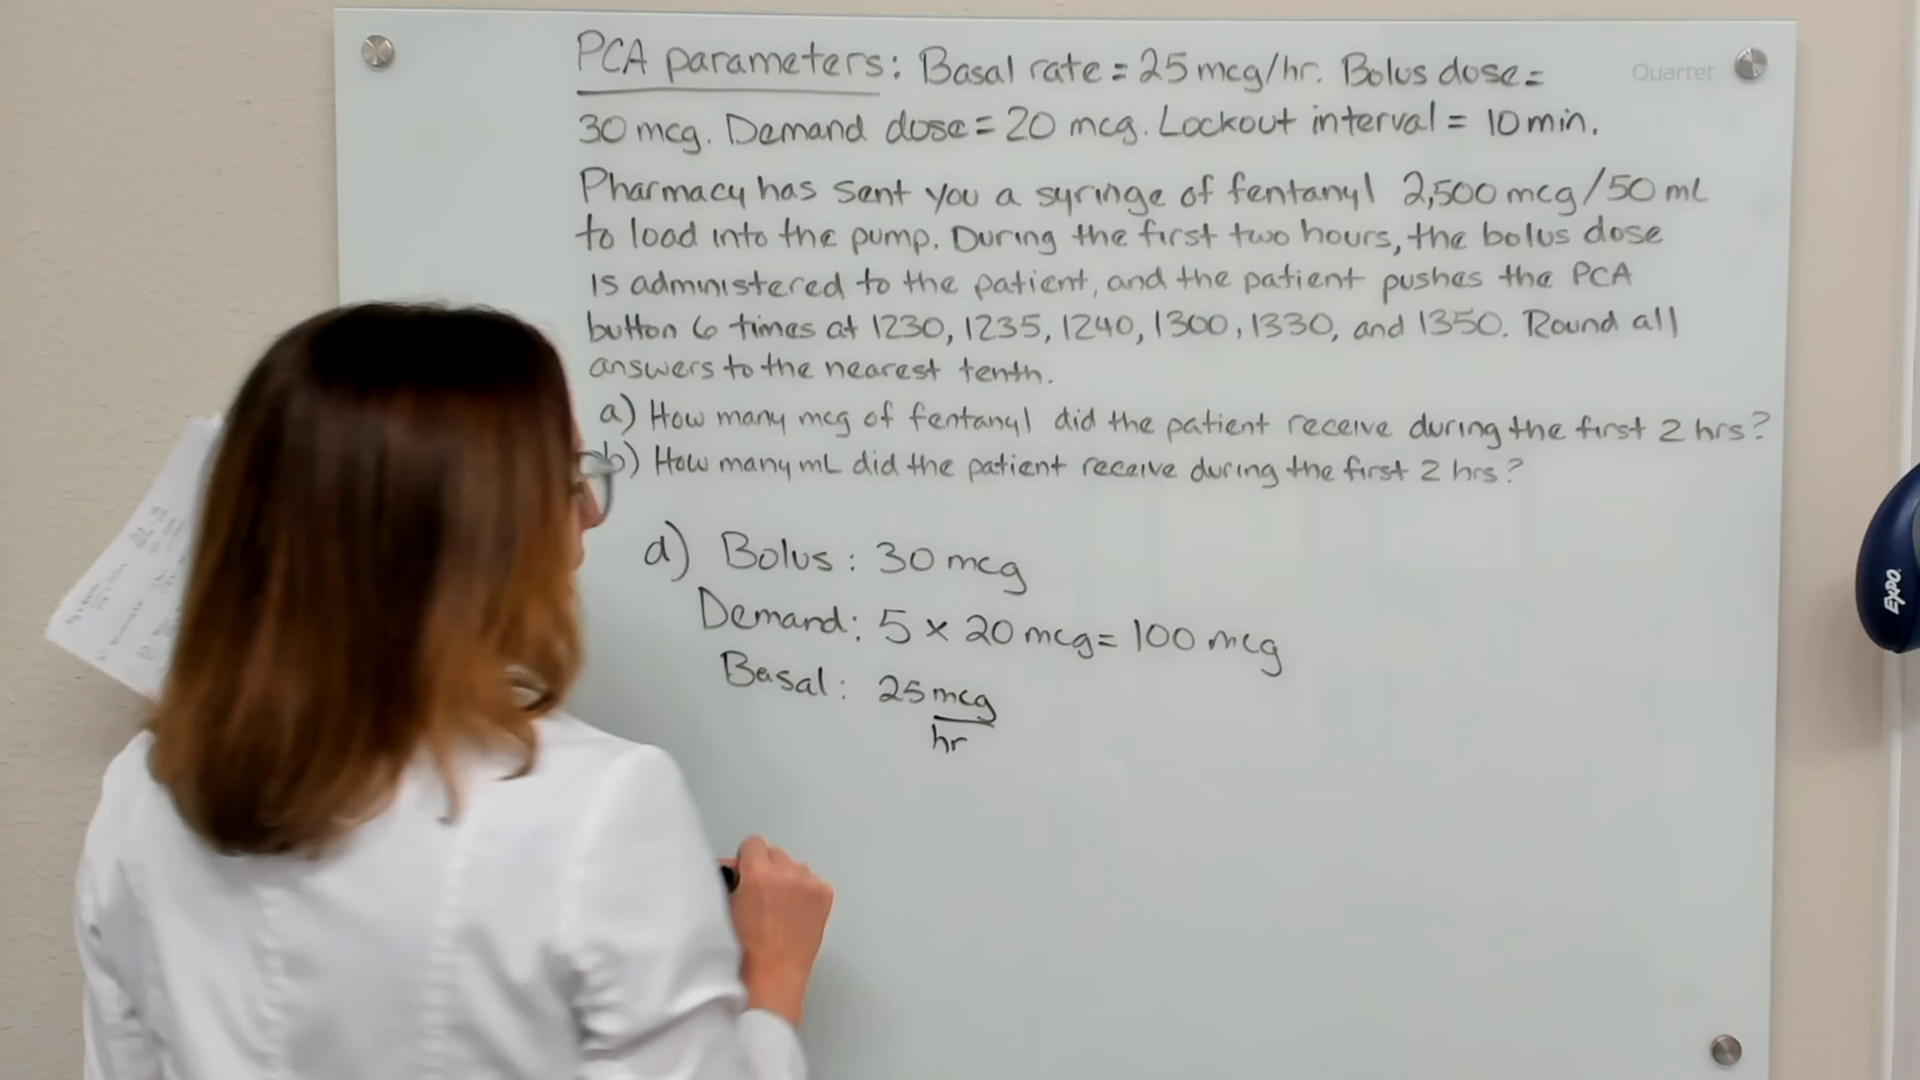 PCA parameters: Basal rate = 25 mcg/hr. Bolus dose =
Quartet
30 mcg. Demand dose = 20 mcg. Lockout interval = 10 min.
Pharmacy has sent you a syringe of fentanyl 2,500 mcg/50 mL
to load into the pump. During the first two hours, the bolus dose
is administered to the patient, and the patient pushes the PCA
button 6 times at 1230, 1235, 1240, 1300, 1330, and 1350. Round all
answers to the nearest tenth.
a) How many mcg of fentanyl did the patient receive during the first 2 hrs?
b) How many mL did the patient receive during the first 2 hrs?
a) Bolus: 30 mcg
Demand: 5 × 20 mcg = 100 mcg
Basal: 25 mcg
hr
EXPO